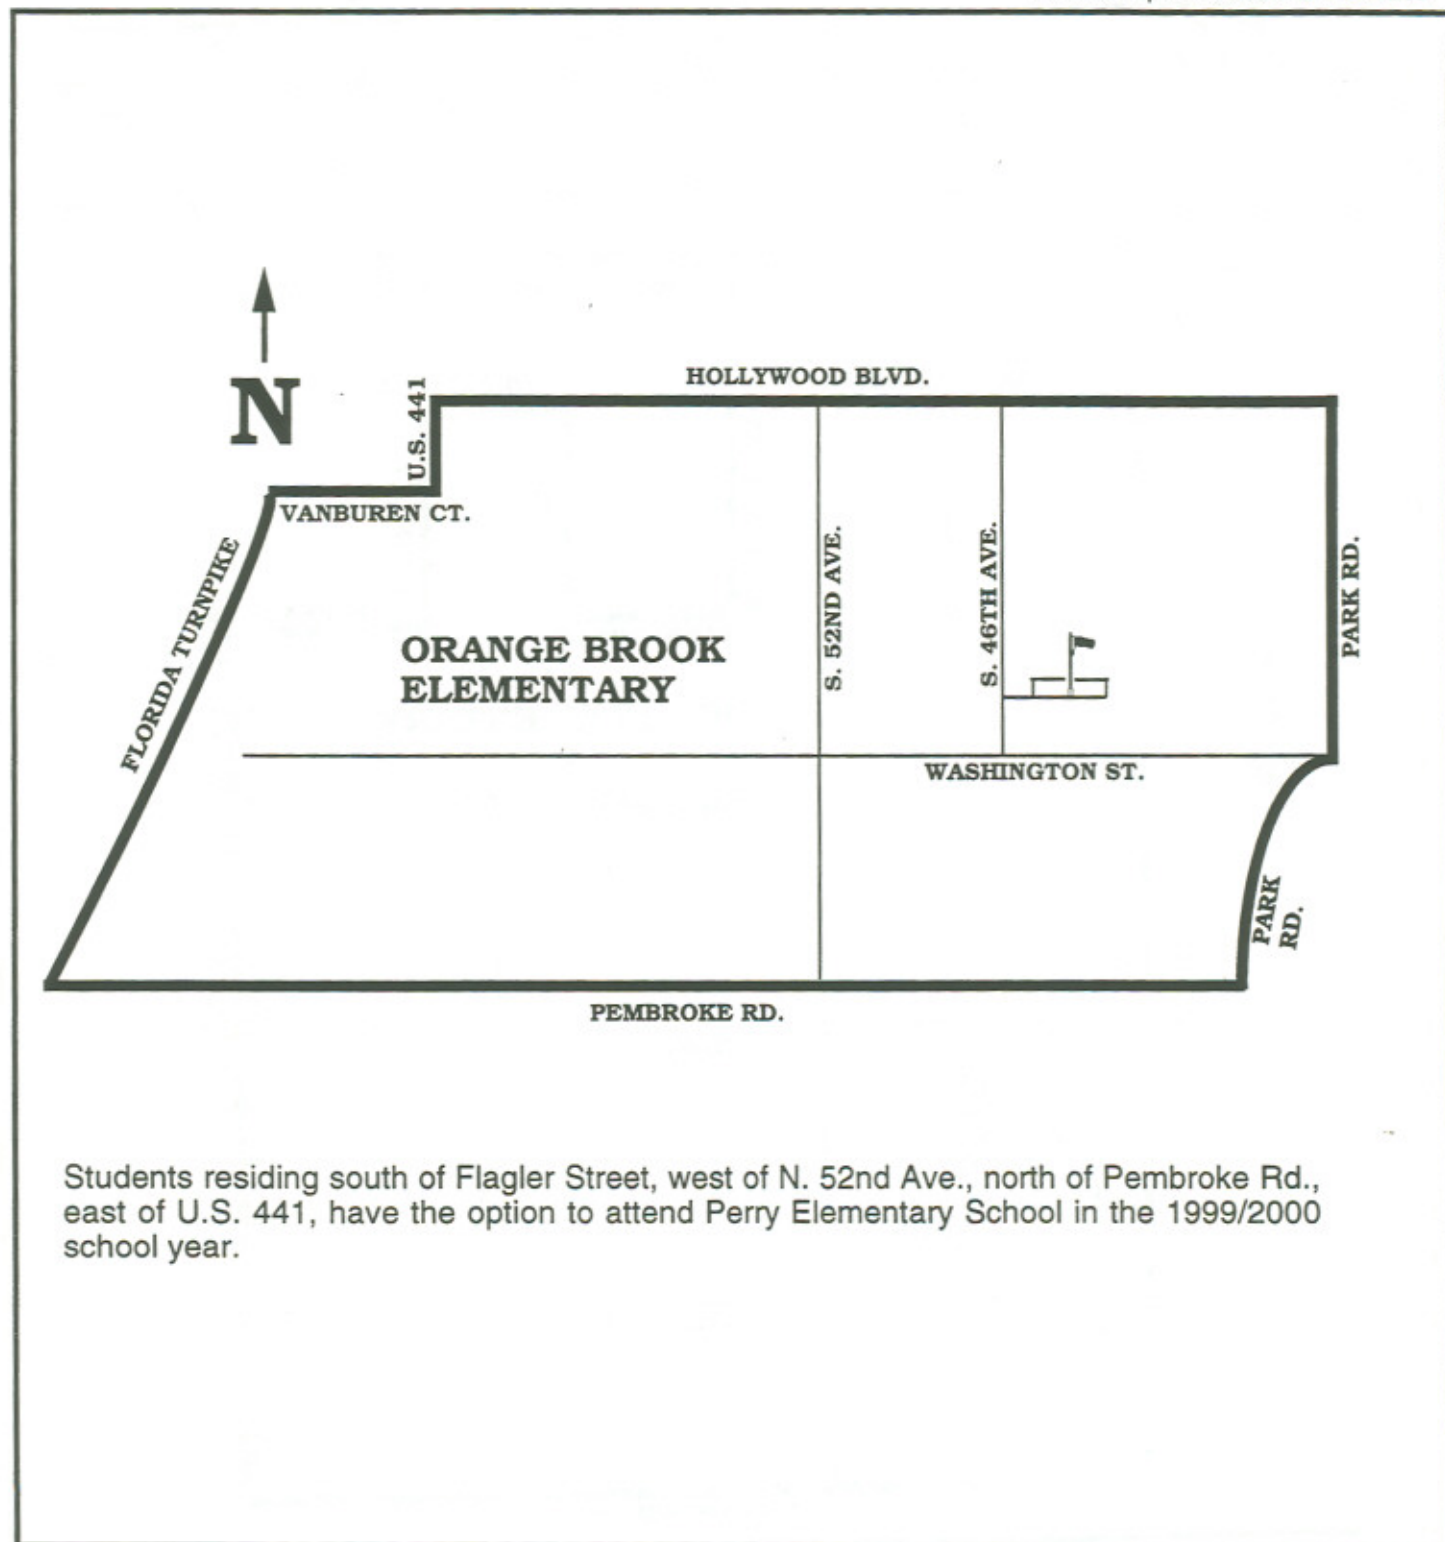 HOLLYWOOD BLVD.
U.S. 441
N
VANBUREN CT.
FLORIDA TURNPIKE
S. 52ND AVE.
S. 46TH AVE.
PARK RD.
ORANGE BROOK
ELEMENTARY
WASHINGTON ST.
PARK
RD.
PEMBROKE RD.
Students residing south of Flagler Street, west of N. 52nd Ave., north of Pembroke Rd.,
east of U.S. 441, have the option to attend Perry Elementary School in the 1999/2000
school year.